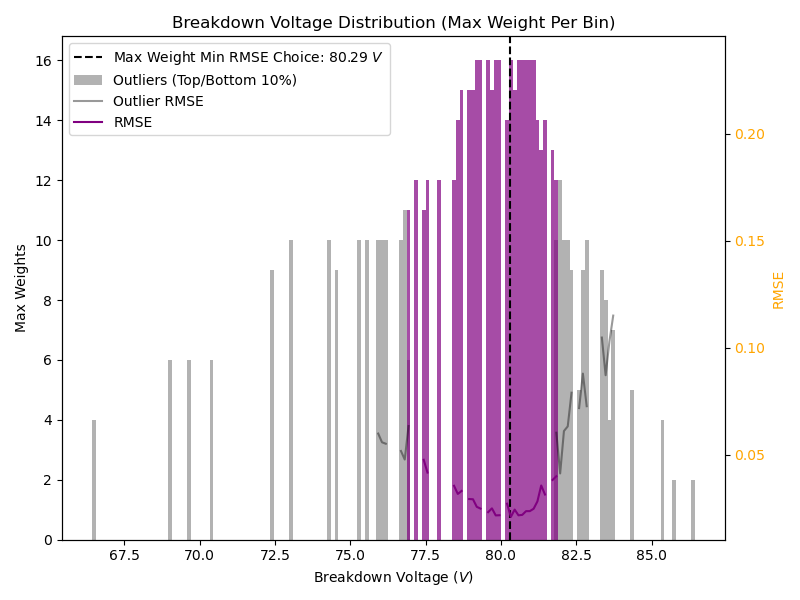 Breakdown Voltage Distribution (Max Weight Per Bin)
Max Weight Min RMSE Choice: 80.29 V
Outliers (Top/Bottom 10%)
Outlier RMSE
RMSE
16
14
12
10
8
6
4
2
0
Max Weights
0.20
0.15
0.10
0.05
RMSE
67.5 70.0 72.5 75.0 77.5 80.0 82.5 85.0
Breakdown Voltage (V)